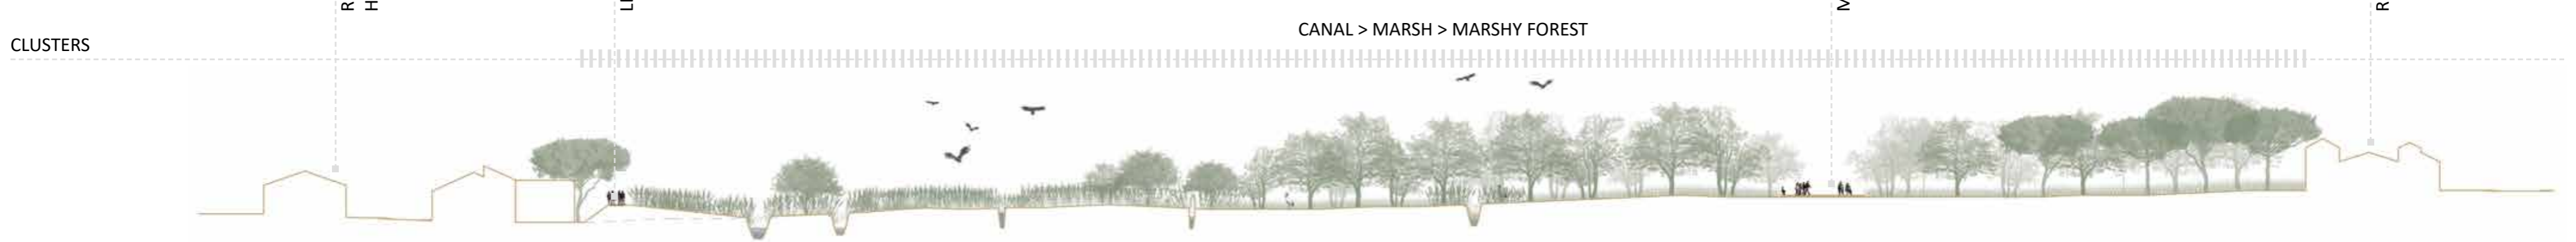 CANAL > MARSH > MARSHY FOREST
CLUSTERS